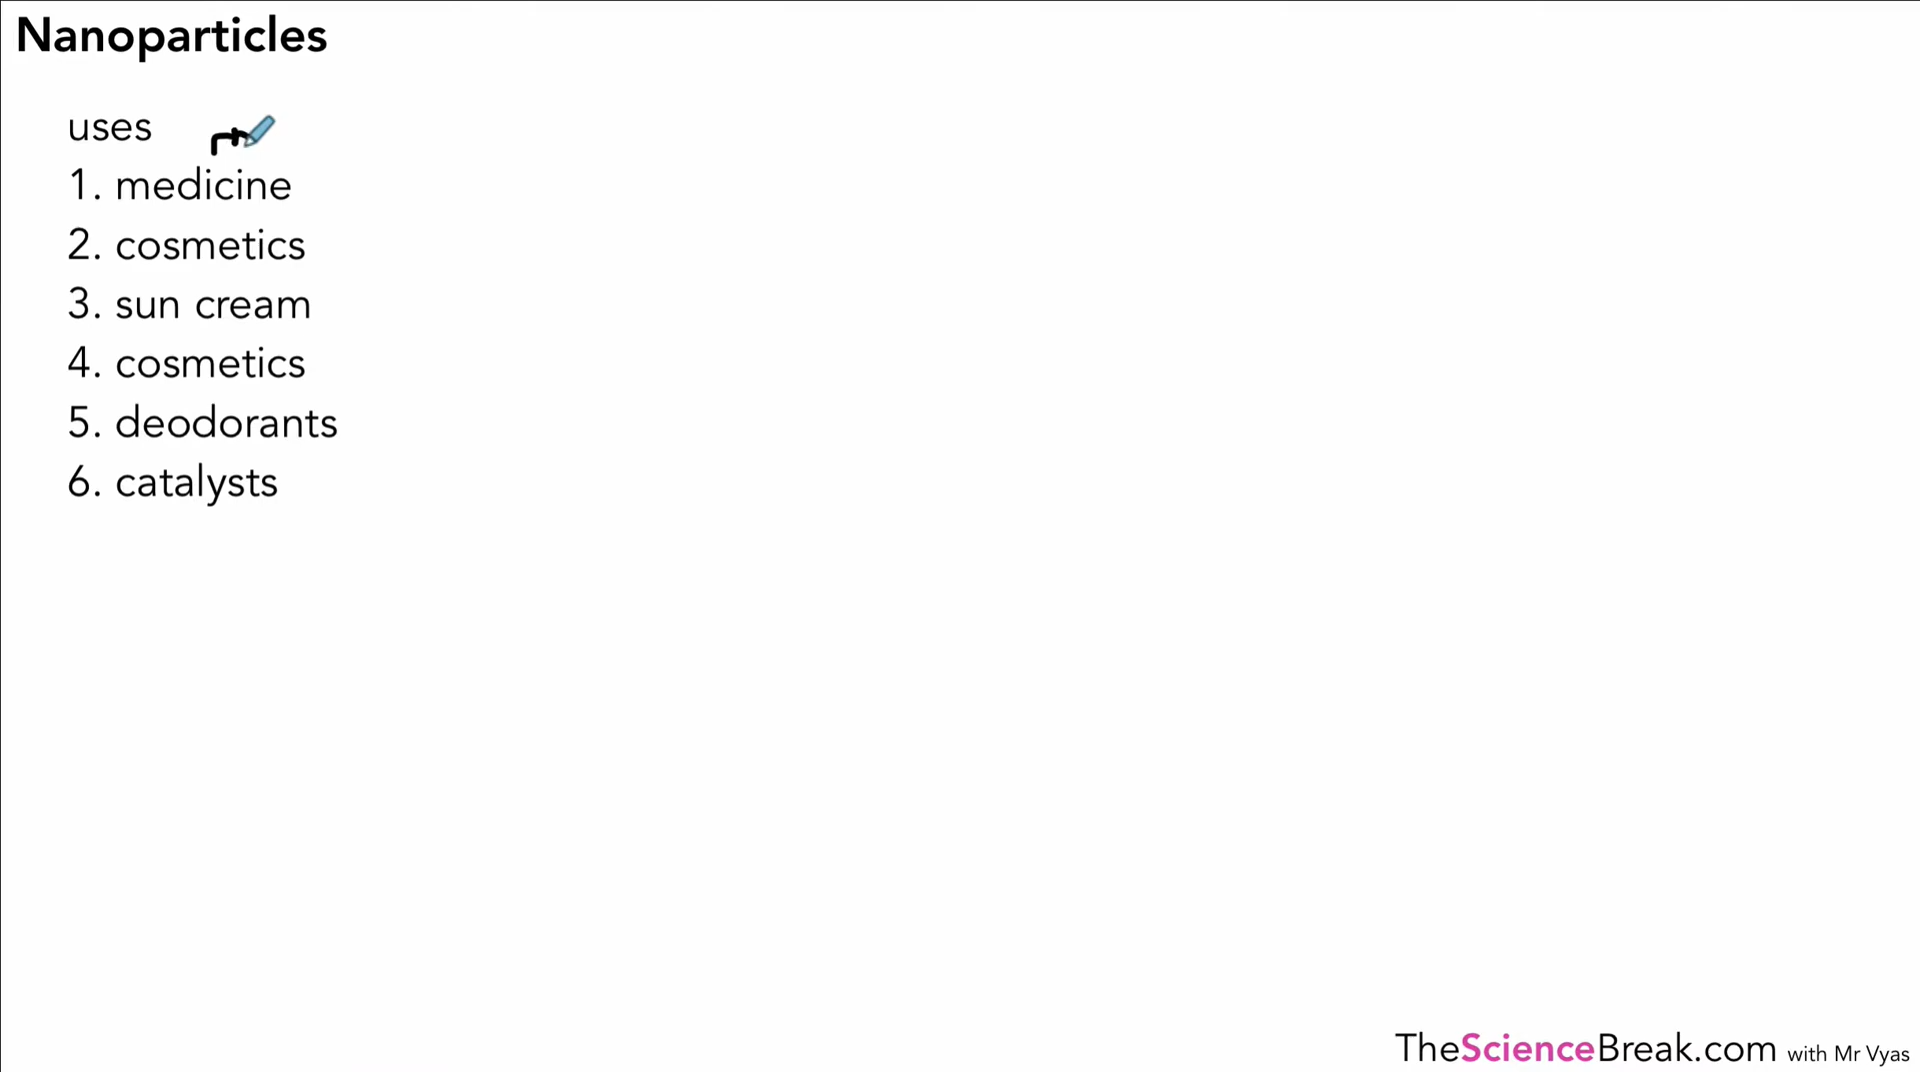 Nanoparticles
uses
1. medicine
2. cosmetics
3. sun cream
4. cosmetics
5. deodorants
6. catalysts
TheScienceBreak.com with Mr Vyas